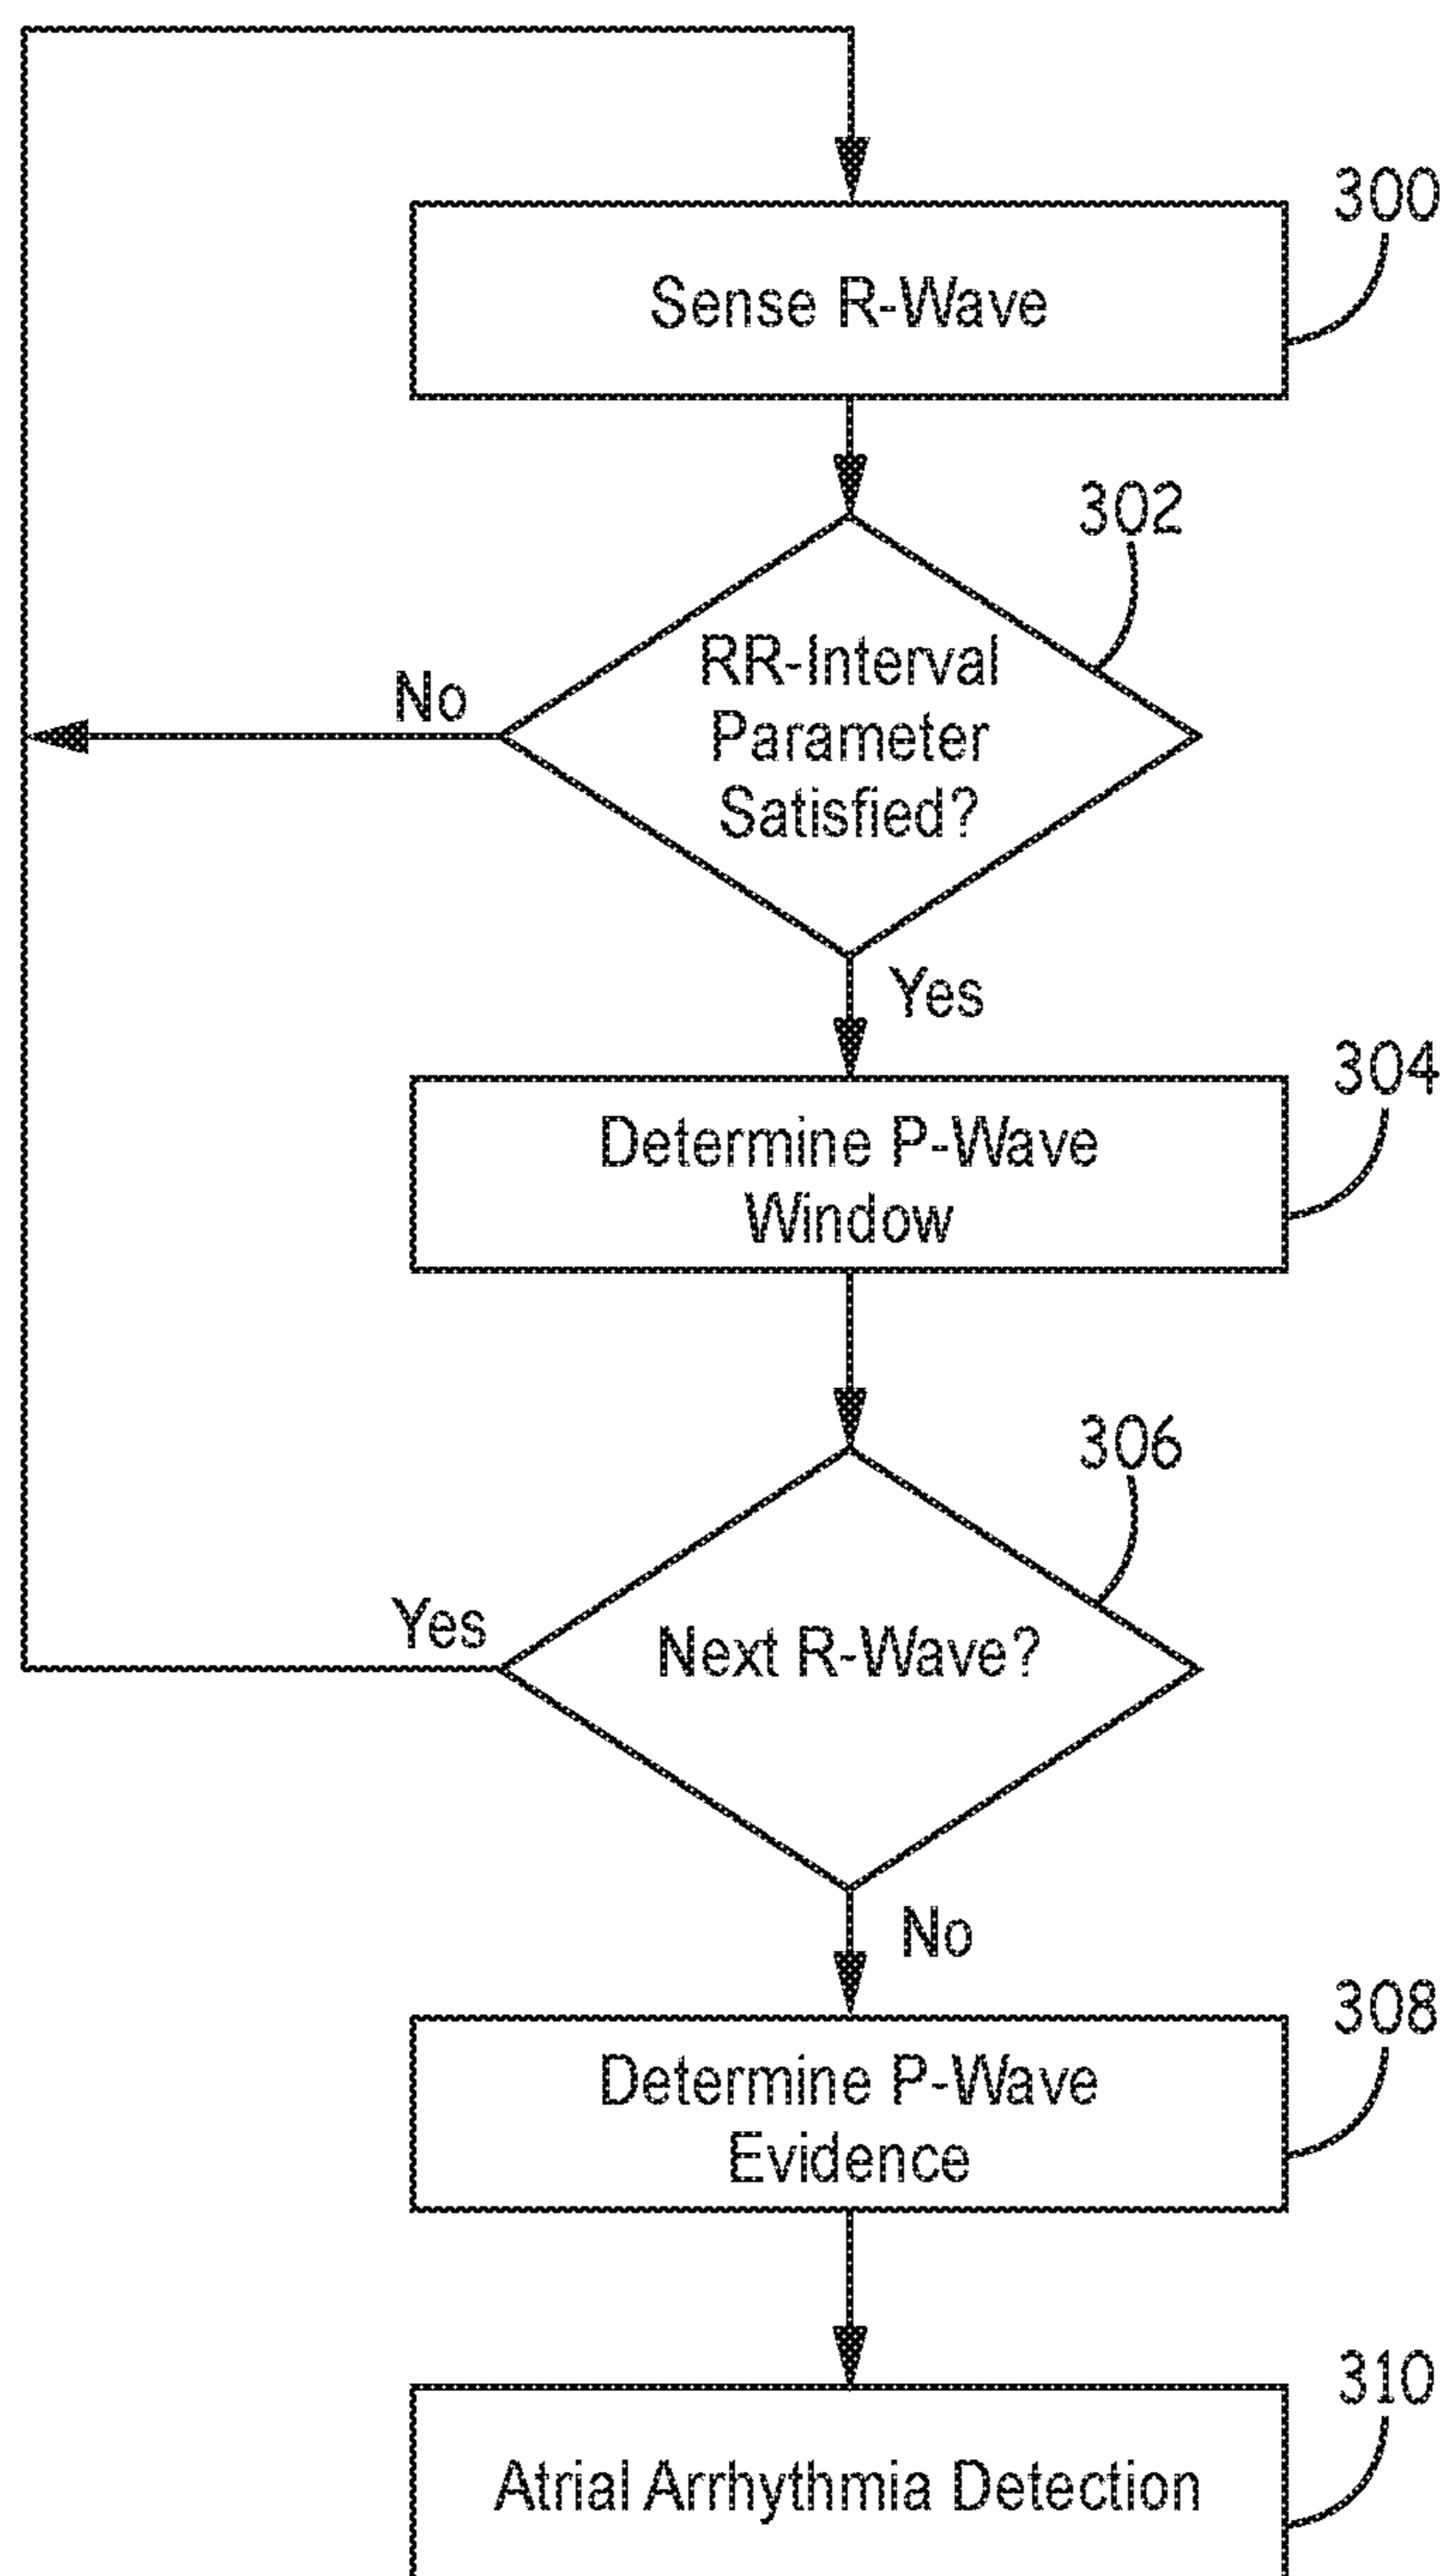 300
Sense R-Wave
302
RR-Interval
Parameter
Satisfied?
No
Yes
304
Determine P-Wave
Window
306
Next R-Wave?
Yes
No
308
Determine P-Wave
Evidence
310
Atrial Arrhythmia Detection